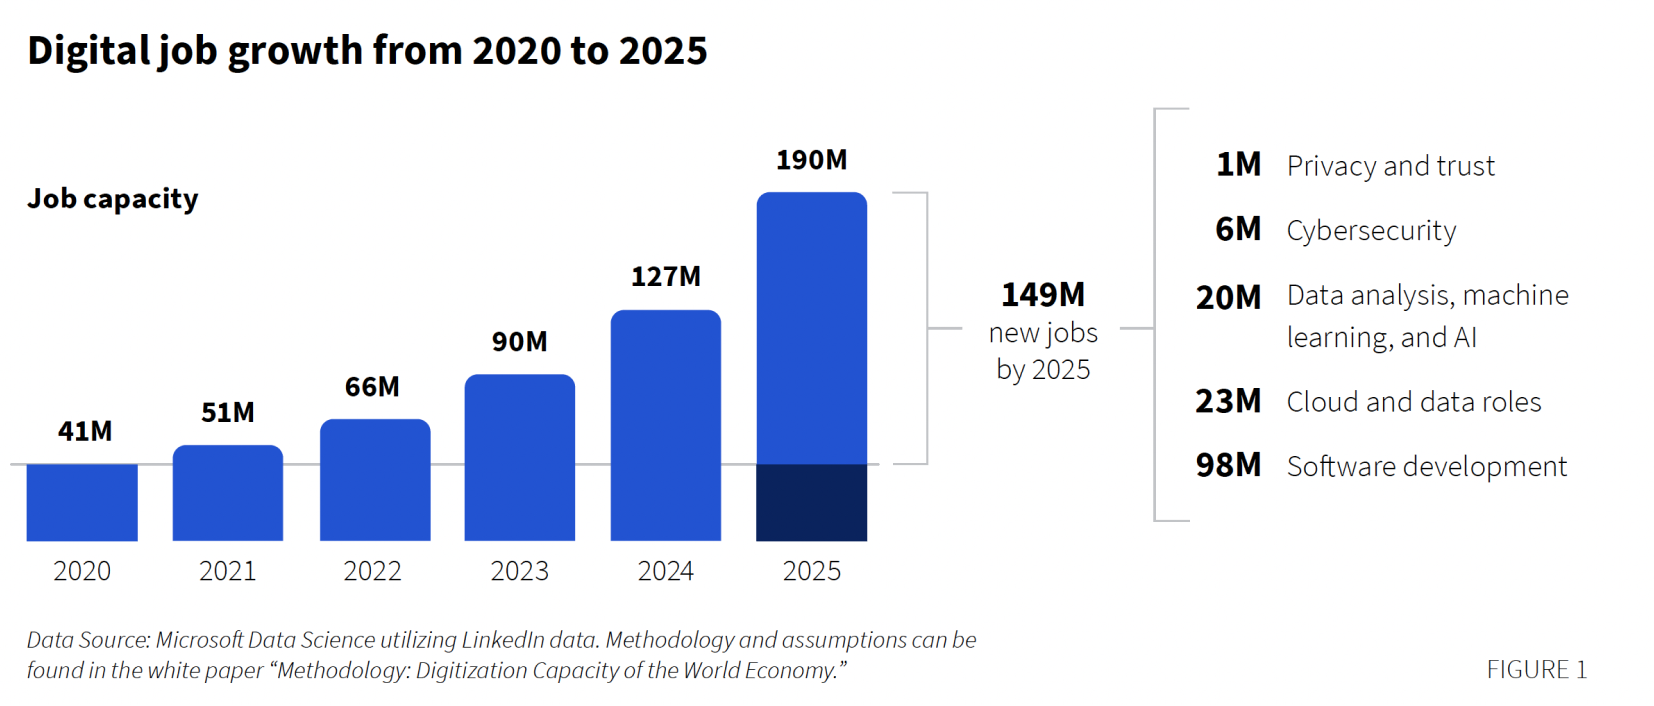 Digital job growth from 2020 to 2025
Job capacity
41M
51M
66M
90M
127M
190M
2020
2021
2022
2023
2024
2025
149M
new jobs
by 2025
1M Privacy and trust
6M Cybersecurity
20M Data analysis, machine
learning, and AI
23M Cloud and data roles
98M Software development
Data Source: Microsoft Data Science utilizing LinkedIn data. Methodology and assumptions can be
found in the white paper “Methodology: Digitization Capacity of the World Economy.”
FIGURE 1